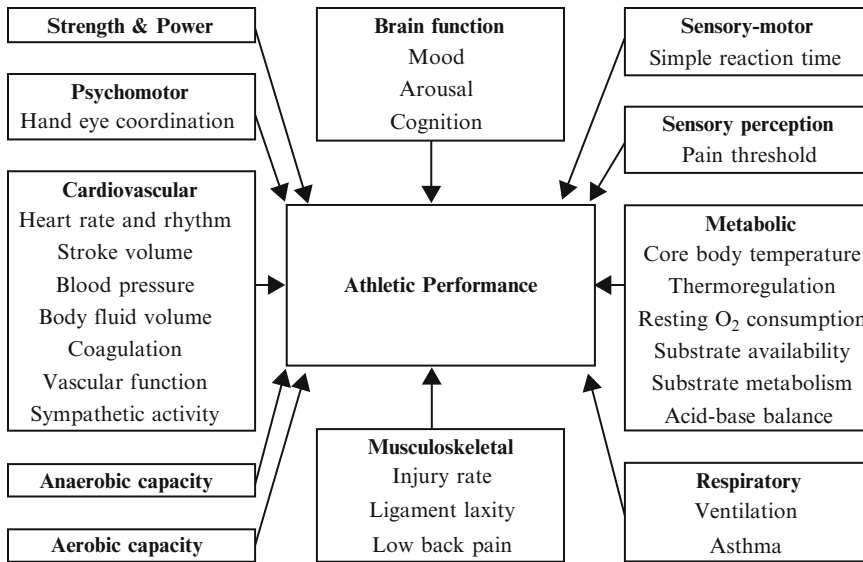 Strength & Power
Psychomotor
Hand eye coordination
Cardiovascular
Heart rate and rhythm
Stroke volume
Blood pressure
Body fluid volume
Coagulation
Vascular function
Sympathetic activity
Anaerobic capacity
Aerobic capacity
Brain function
Mood
Arousal
Cognition
Athletic Performance
Musculoskeletal
Injury rate
Ligament laxity
Low back pain
Sensory-motor
Simple reaction time
Sensory perception
Pain threshold
Metabolic
Core body temperature
Thermoregulation
Resting O₂ consumption
Substrate availability
Substrate metabolism
Acid-base balance
Respiratory
Ventilation
Asthma